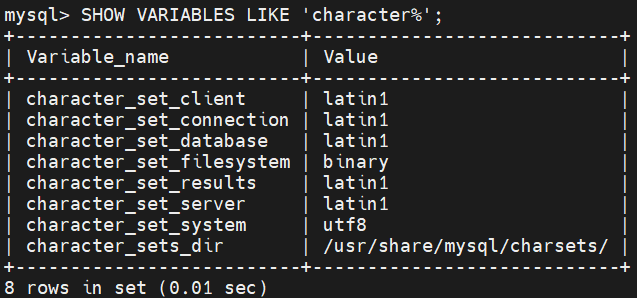 mysql> SHOW VARIABLES LIKE 'character%';
+--------------------------+----------------------------+
| Variable_name            | Value                      |
+--------------------------+----------------------------+
| character_set_client     | latin1                     |
| character_set_connection | latin1                     |
| character_set_database   | latin1                     |
| character_set_filesystem | binary                     |
| character_set_results    | latin1                     |
| character_set_server     | latin1                     |
| character_set_system     | utf8                       |
| character_sets_dir       | /usr/share/mysql/charsets/ |
+--------------------------+----------------------------+
8 rows in set (0.01 sec)